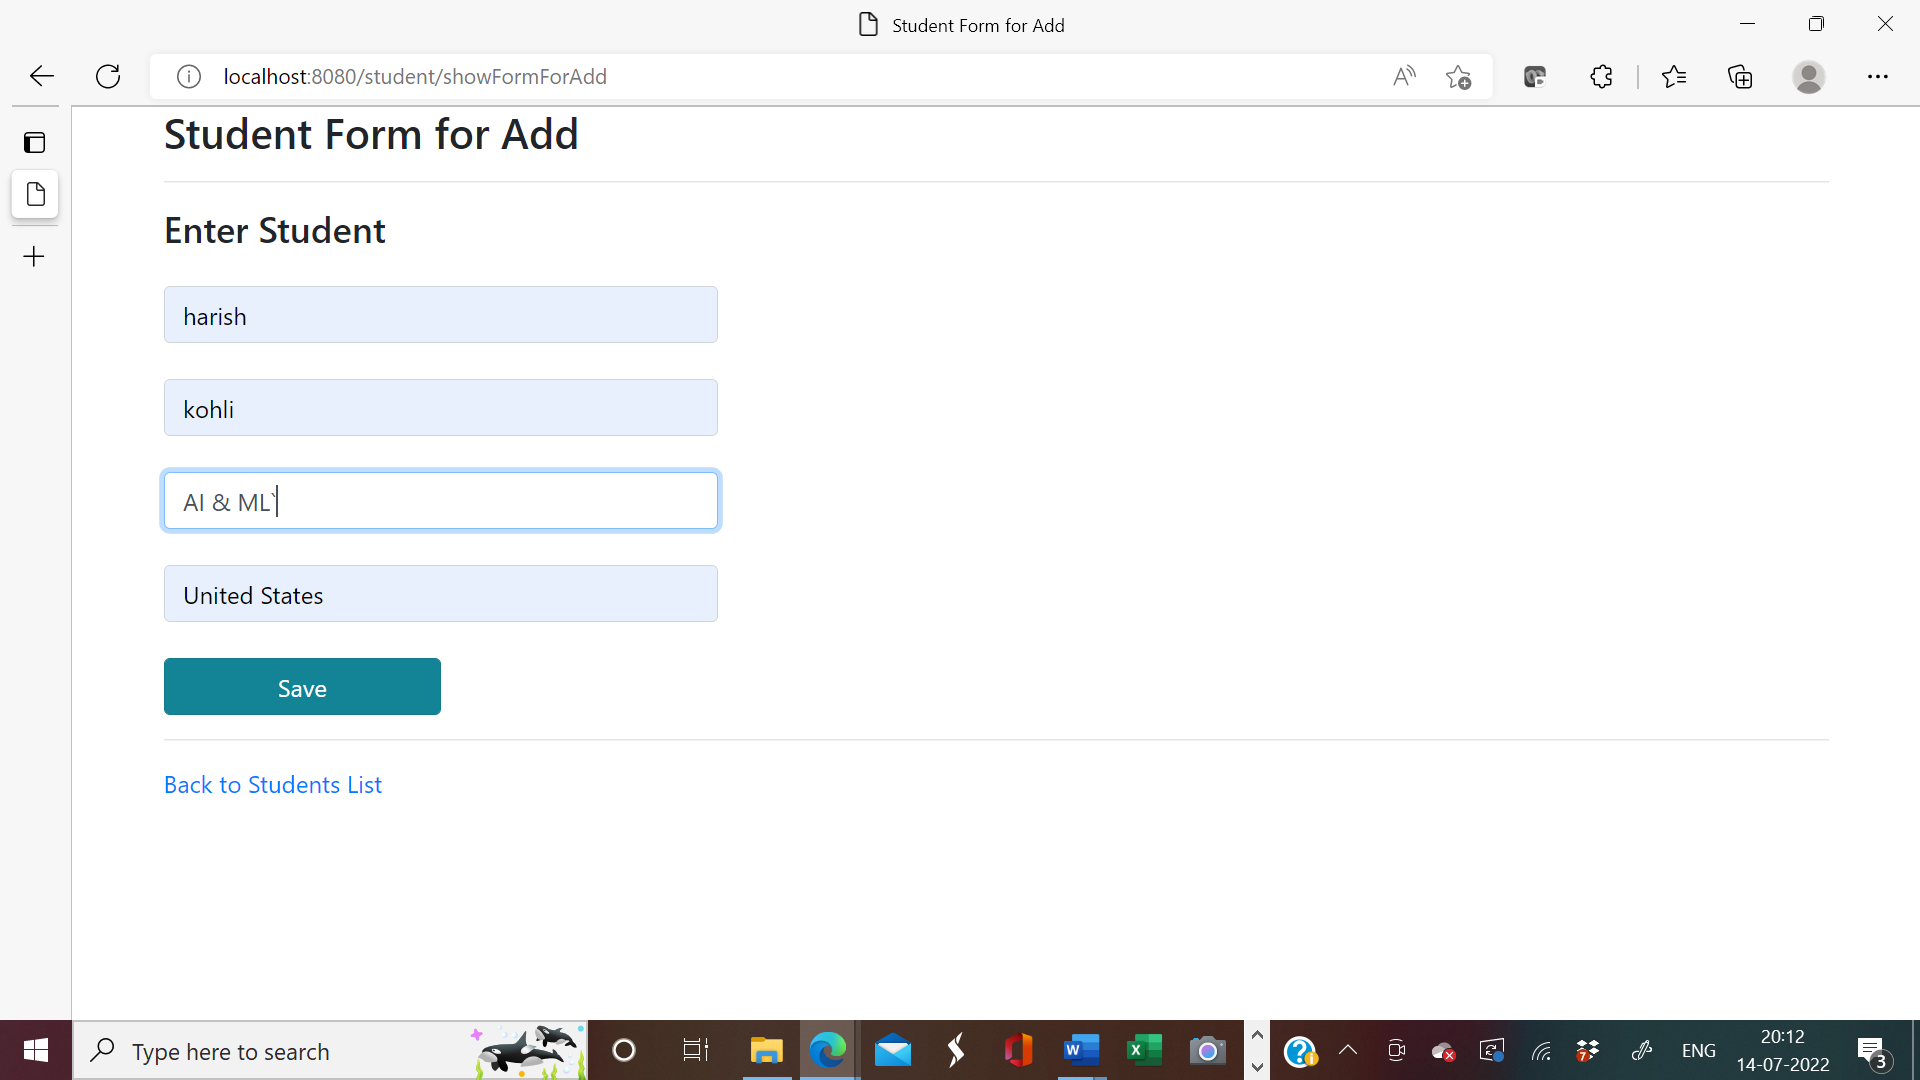 Student Form for Add
localhost:8080/student/showFormForAdd
Student Form for Add
Enter Student
harish
kohli
AI & ML`
United States
Save
Back to Students List
Type here to search
ENG
20:12
14-07-2022
3